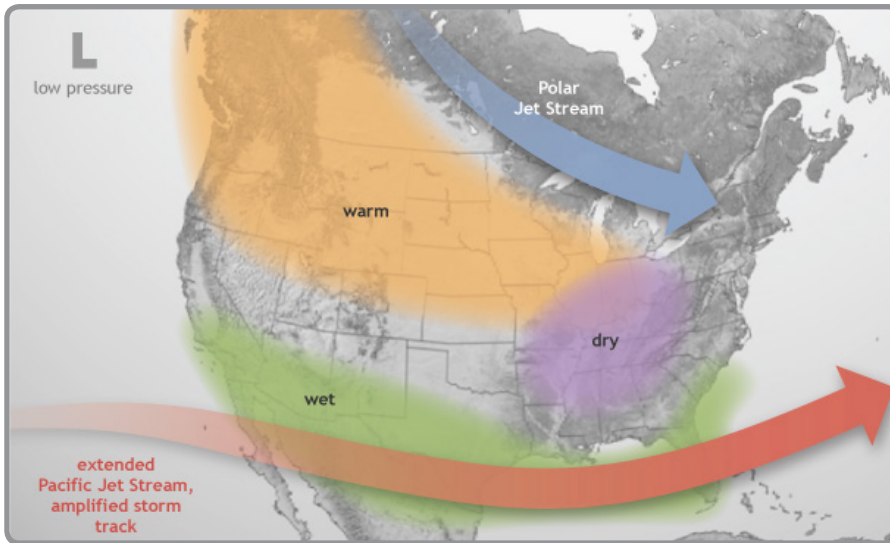 L
low pressure
Polar
Jet Stream
warm
dry
wet
extended
Pacific Jet Stream,
amplified storm
track